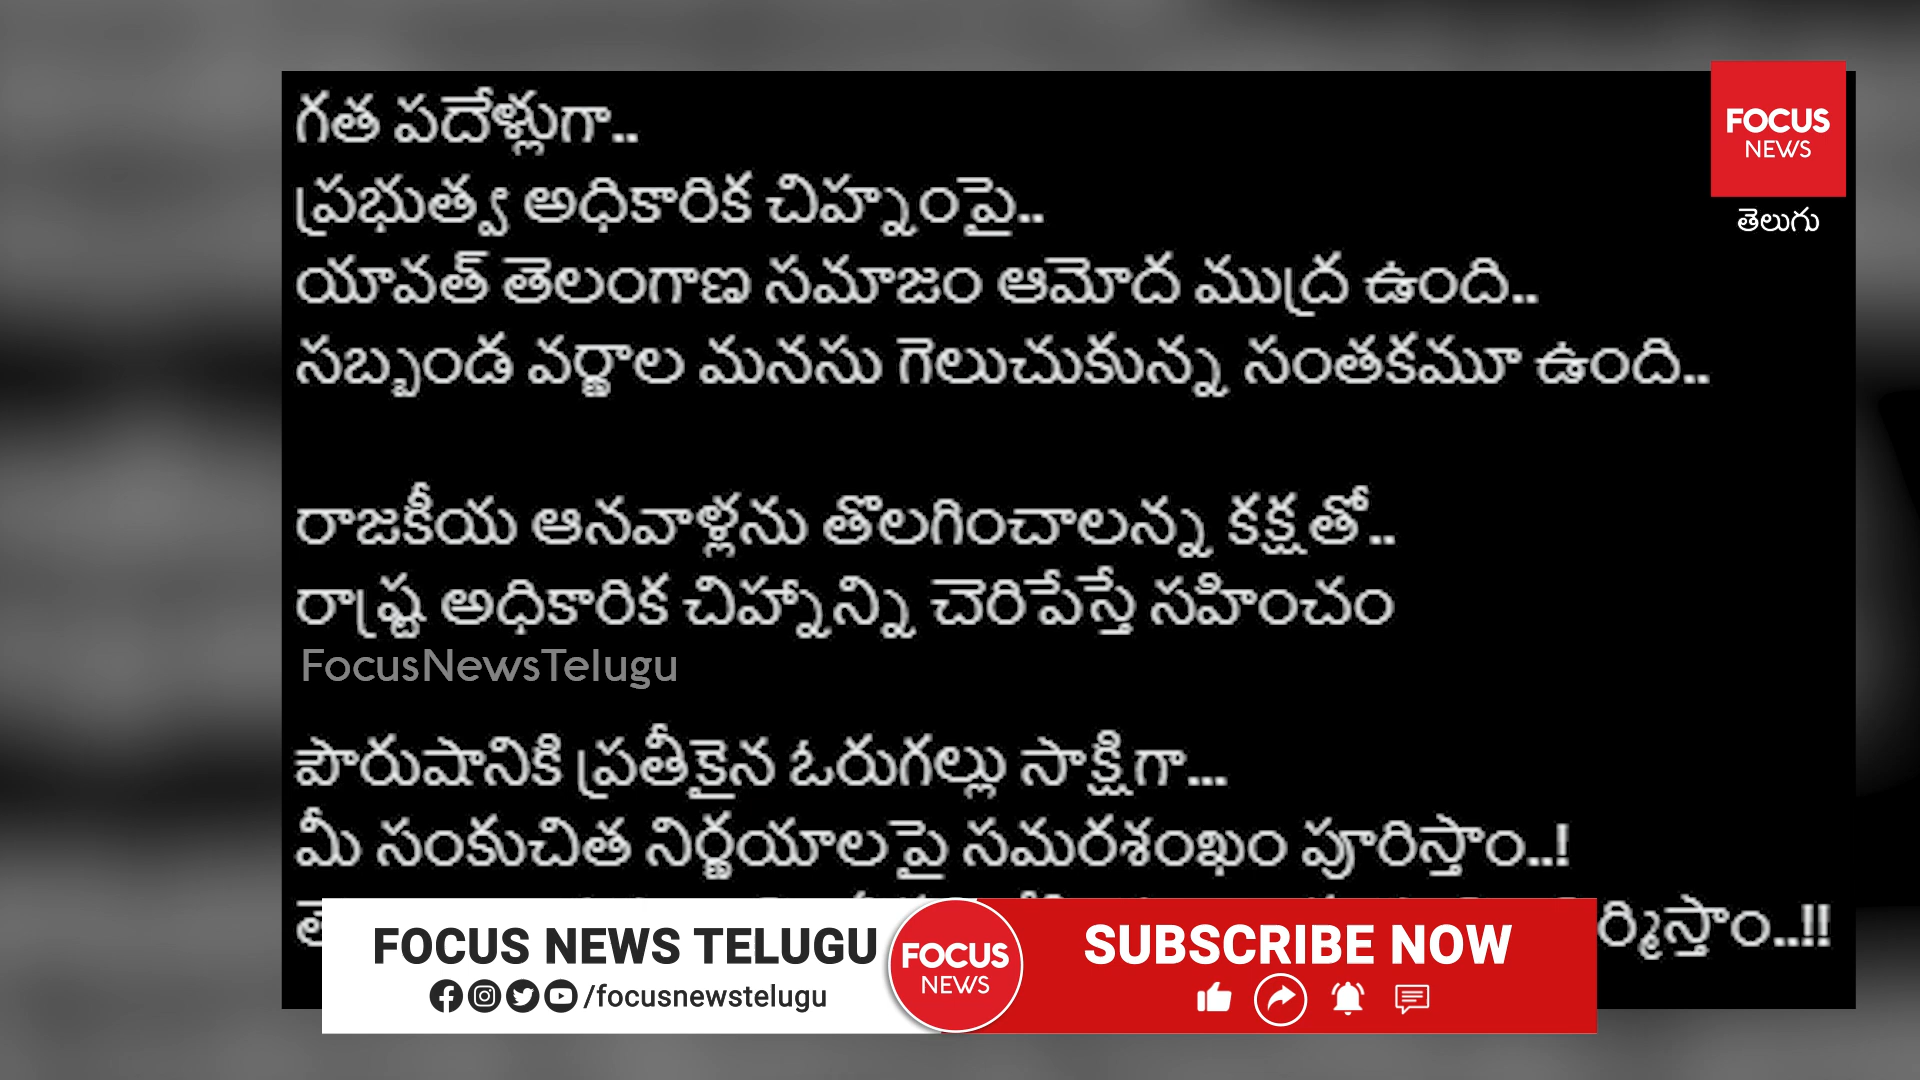 గత పదేళ్లుగా..
ప్రభుత్వ అధికారిక చిహ్నంపై..
యావత్ తెలంగాణ సమాజం ఆమోద ముద్ర ఉంది..
సబ్బండ వర్ణాల మనసు గెలుచుకున్న సంతకమూ ఉంది..
రాజకీయ ఆనవాళ్లను తొలగించాలన్న కక్షతో..
రాష్ట్ర అధికారిక చిహ్నాన్ని చెరిపేస్తే సహించం
FocusNewsTelugu
పౌరుషానికి ప్రతీకైన ఓరుగల్లు సాక్షిగా...
మీ సంకుచిత నిర్ణయాలపై సమరశంఖం పూరిస్తాం..!
FOCUS
NEWS
తెలుగు
FOCUS NEWS TELUGU
/focusnewstelugu
FOCUS
NEWS
SUBSCRIBE NOW